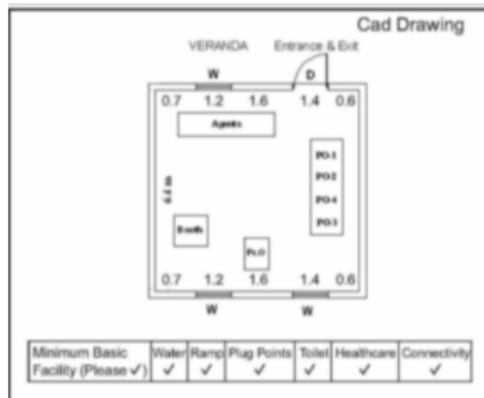 Cad Drawing
VERANDA Entrance & Exit
W D
0.7 1.2 1.6 1.4 0.6
Agents
PO-1
PO-2
PO-4
PO-3
Booth
Pr.O
0.7 1.2 1.6 1.4 0.6
W W
Minimum Basic Water Ramp Plug Points Toilet Healthcare Connectivity
Facility (Please ✓) ✓ ✓ ✓ ✓ ✓ ✓